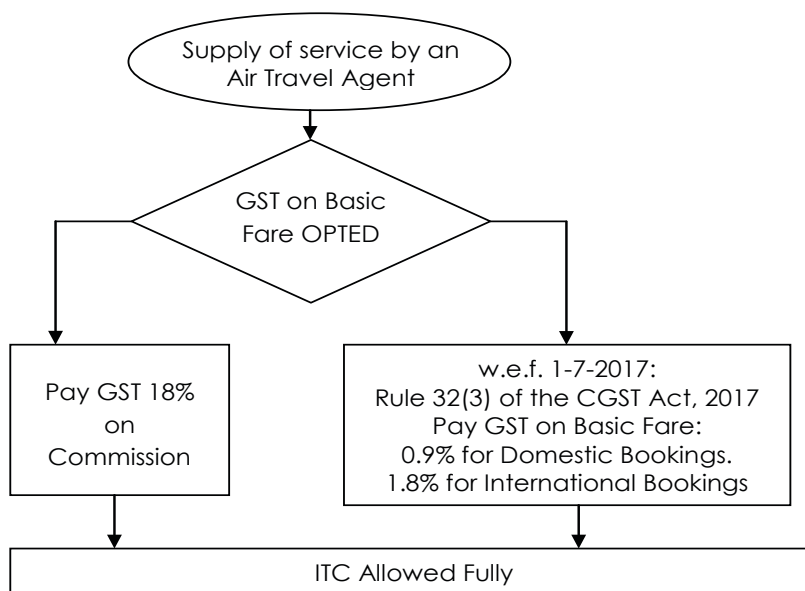 Supply of service by an
Air Travel Agent
GST on Basic
Fare OPTED
Pay GST 18%
on
Commission
w.e.f. 1-7-2017:
Rule 32(3) of the CGST Act, 2017
Pay GST on Basic Fare:
0.9% for Domestic Bookings.
1.8% for International Bookings
ITC Allowed Fully